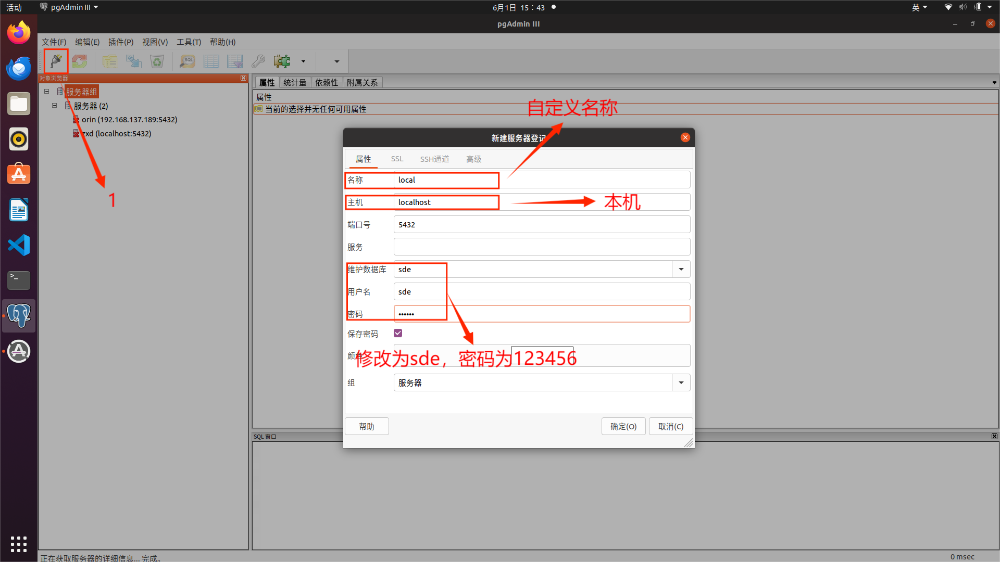 活动
pgAdmin III
6月1日 15：43
英
pgAdmin III
文件(F) 编辑(E) 插件(P) 视图(V) 工具(T) 帮助(H)
SQL
对象浏览器
服务器组
服务器 (2)
orin (192.168.137.189:5432)
zxd (localhost:5432)
1
属性 统计量 依赖性 附属关系
属性
当前的选择并无任何可用属性
自定义名称
新建服务器登记
属性 SSL SSH通道 高级
名称 local
主机 localhost
本机
端口号 5432
服务
维护数据库 sde
用户名 sde
密码 ••••••
保存密码
颜色
修改为sde，密码为123456
组 服务器
帮助 确定(O) 取消(C)
SQL 窗口
正在获取服务器的详细信息... 完成。
0 msec